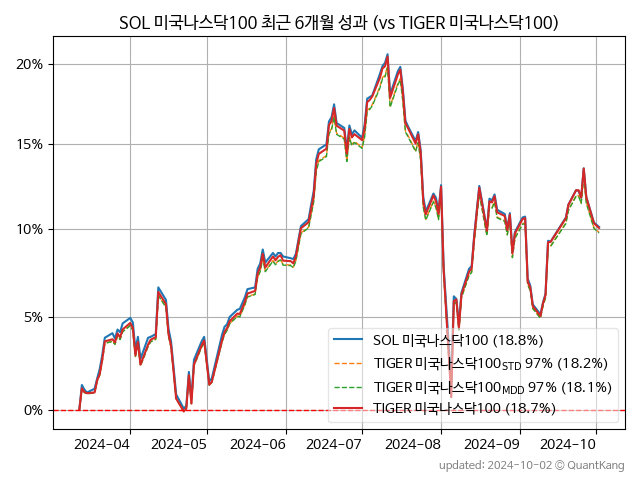 SOL 미국나스닥100 최근 6개월 성과 (vs TIGER 미국나스닥100)
20%
15%
10%
5%
0%
SOL 미국나스닥100 (18.8%)
TIGER 미국나스닥100STD 97% (18.2%)
TIGER 미국나스닥100MDD 97% (18.1%)
TIGER 미국나스닥100 (18.7%)
2024-04 2024-05 2024-06 2024-07 2024-08 2024-09 2024-10
updated: 2024-10-02 © QuantKang